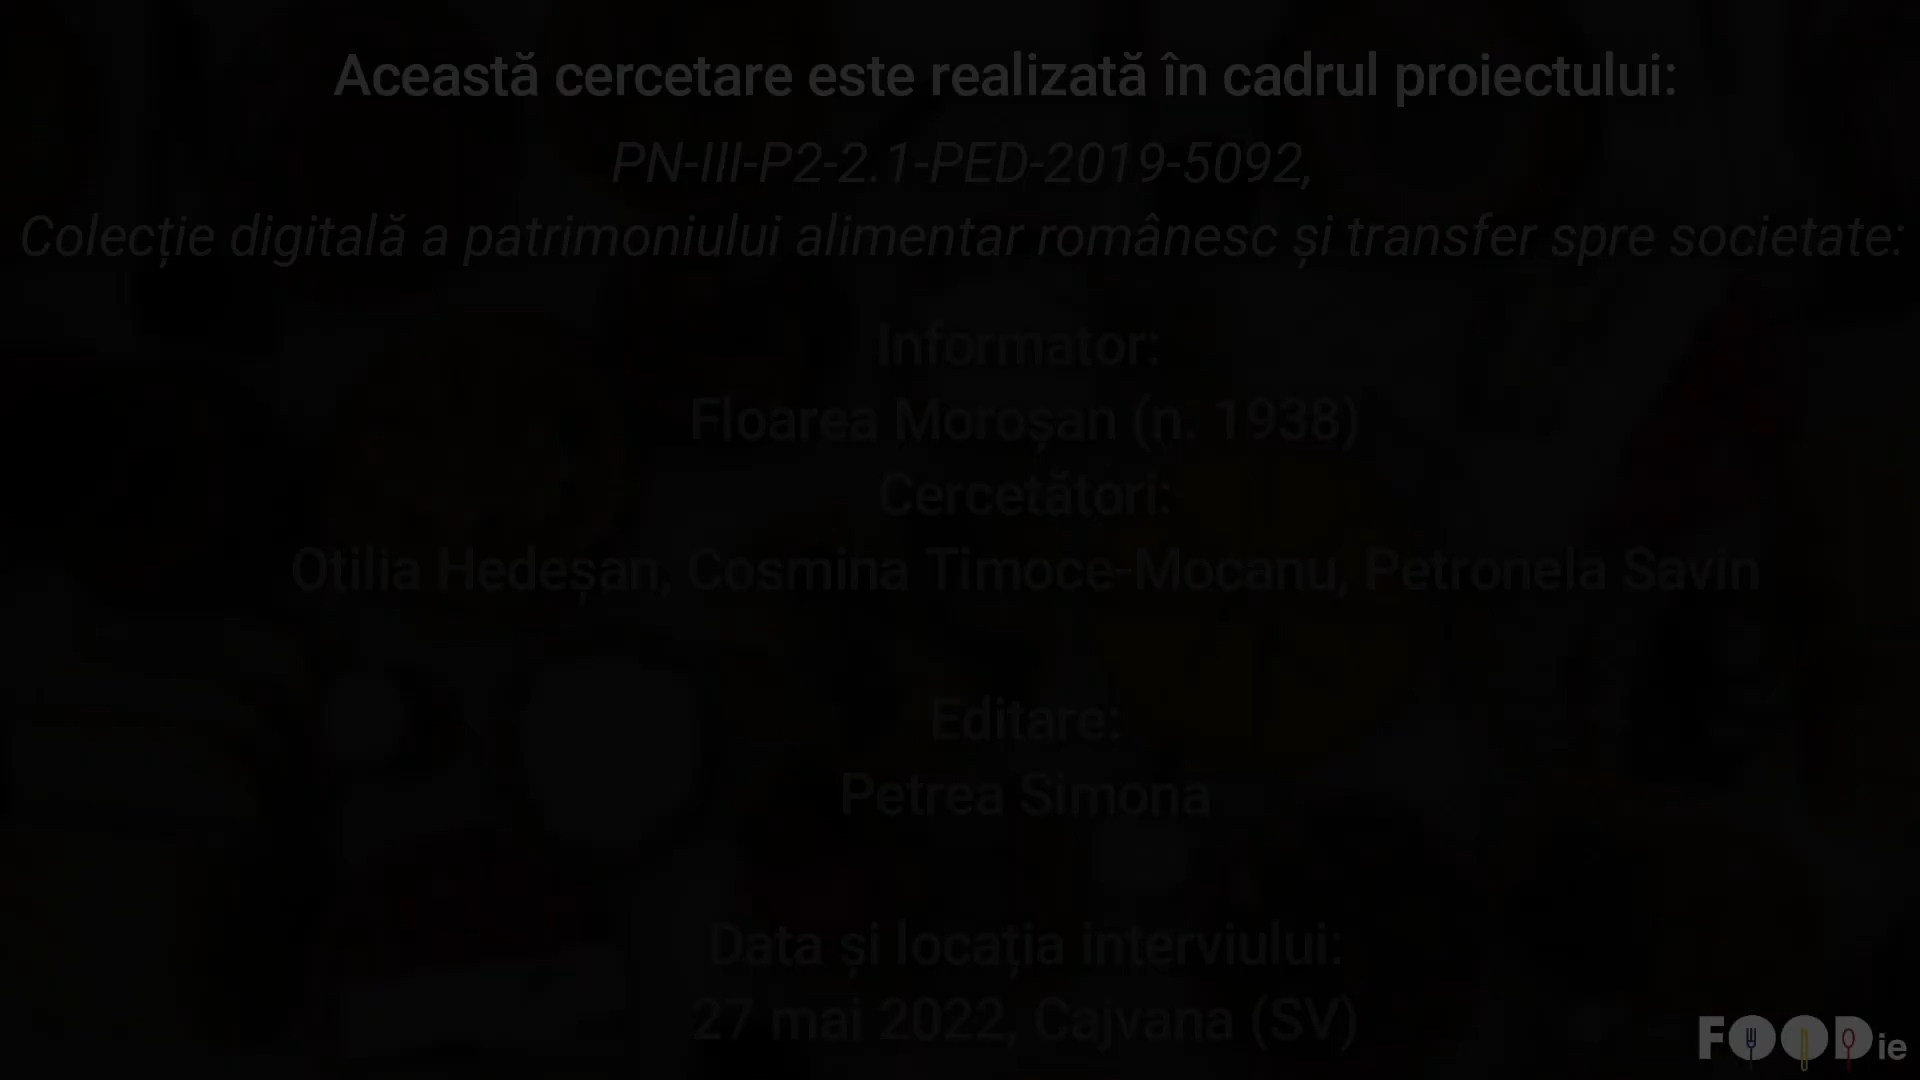 Această cercetare este realizată în cadrul proiectului:
PN-III-P2-2.1-PED-2019-5092,
Colecție digitală a patrimoniului alimentar românesc și transfer spre societate:
Informator:
Floarea Moroșan (n. 1938)
Cercetători:
Otilia Hedeșan, Cosmina Timoce-Mocanu, Petronela Savin
Editare:
Petrea Simona
Data și locația interviului:
27 mai 2022, Cajvana (SV)
FOODie